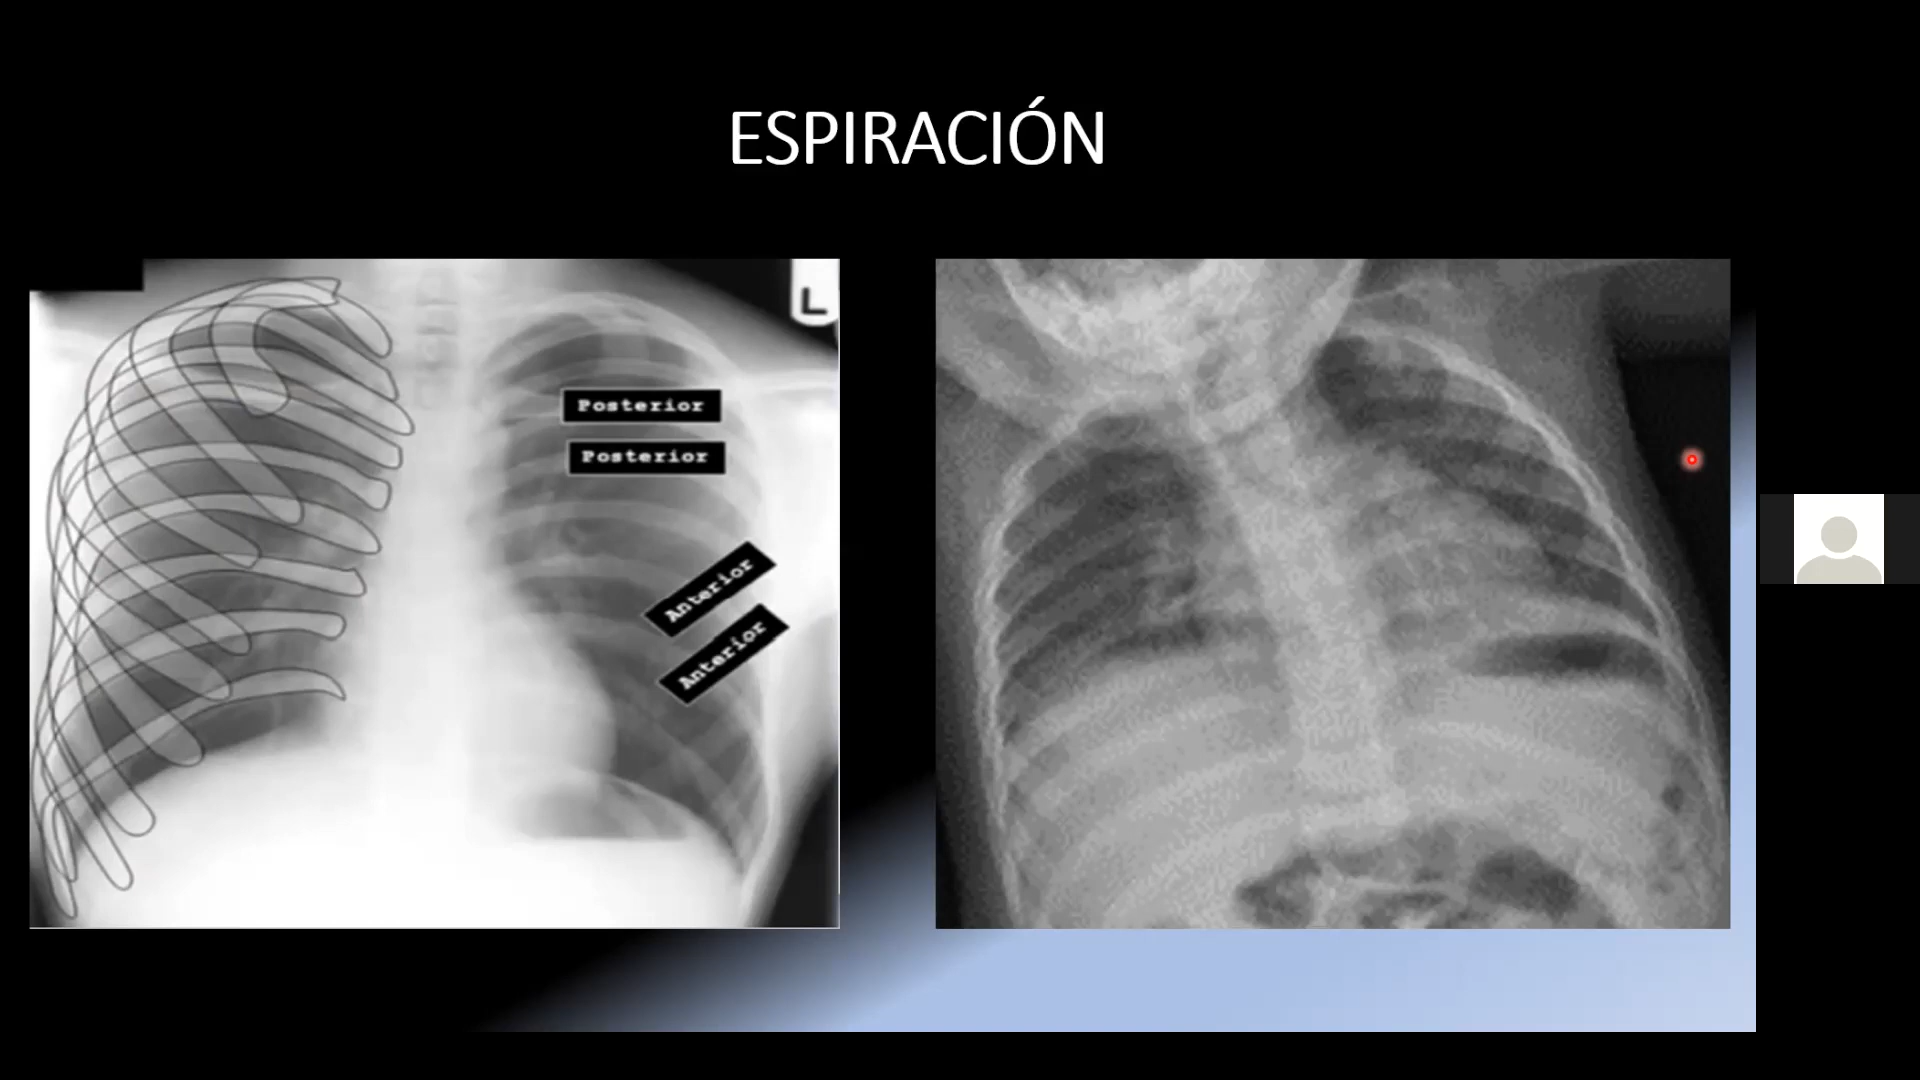 ESPIRACIÓN
L
Posterior
Posterior
Anterior
Anterior